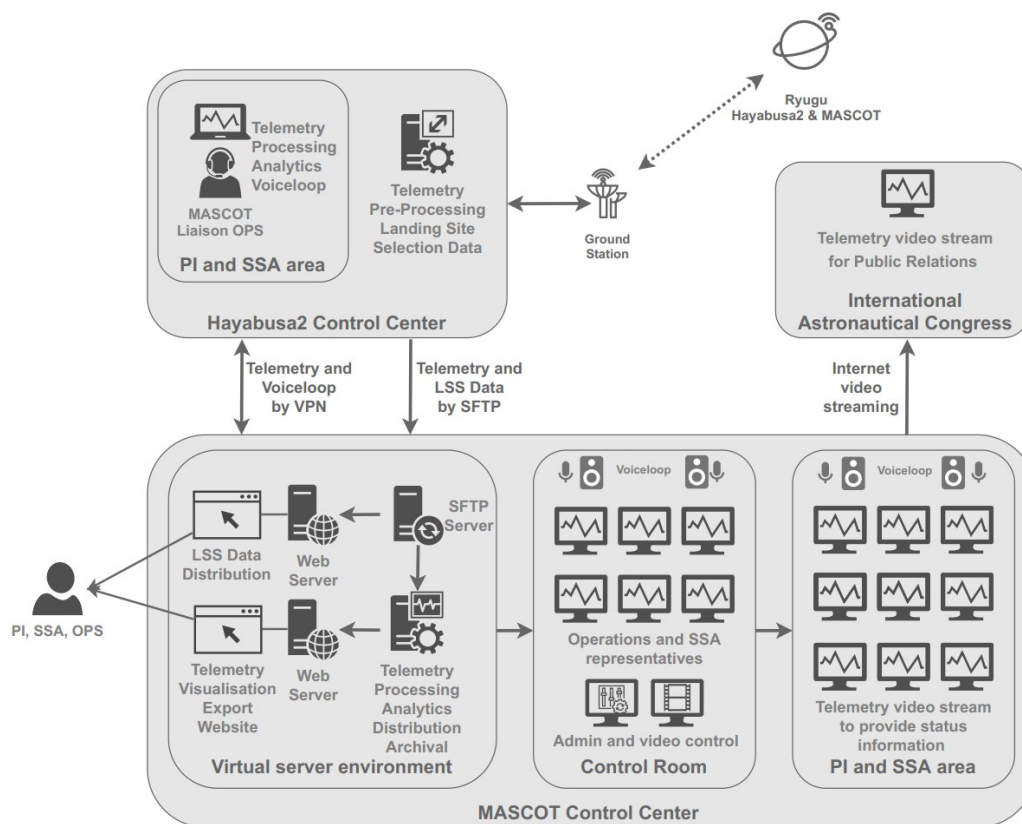 Ryugu
Hayabusa2 & MASCOT
Telemetry
Processing
Analytics
Voiceloop
MASCOT
Liaison OPS
PI and SSA area
Telemetry
Pre-Processing
Landing Site
Selection Data
Hayabusa2 Control Center
Ground
Station
Telemetry video stream
for Public Relations
International
Astronautical Congress
Telemetry and
Voiceloop
by VPN
Telemetry and
LSS Data
by SFTP
Internet
video
streaming
PI, SSA, OPS
LSS Data
Distribution
Web
Server
SFTP
Server
Telemetry
Visualisation
Export
Website
Web
Server
Telemetry
Processing
Analytics
Distribution
Archival
Virtual server environment
Voiceloop
Operations and SSA
representatives
Admin and video control
Control Room
Voiceloop
Telemetry video stream
to provide status
information
PI and SSA area
MASCOT Control Center